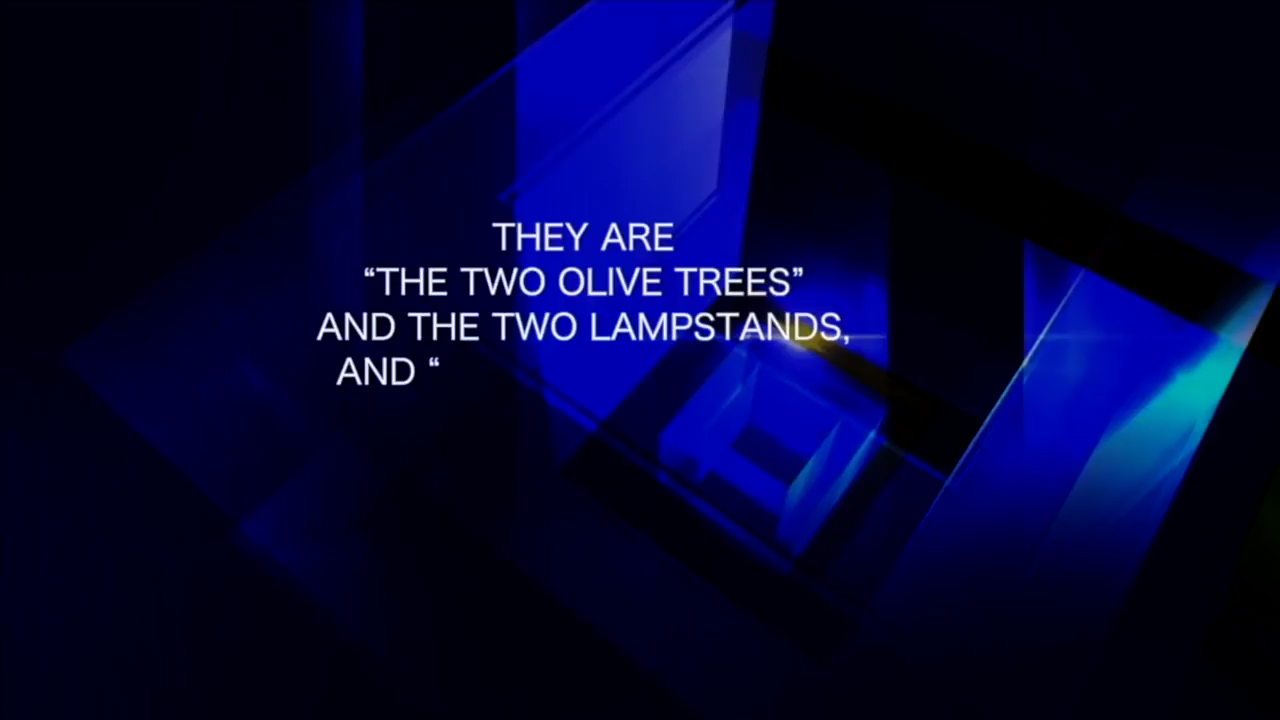 THEY ARE
“THE TWO OLIVE TREES”
AND THE TWO LAMPSTANDS,
AND “